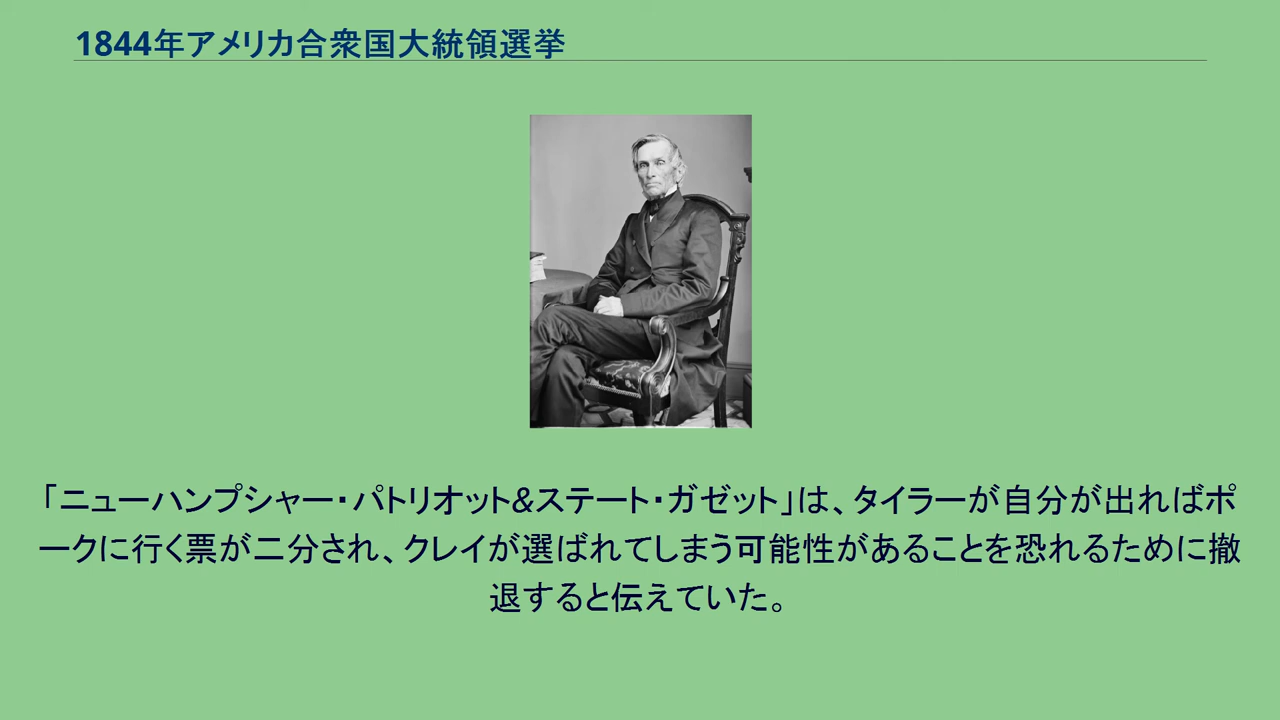 1844年アメリカ合衆国大統領選挙
「ニューハンプシャー・パトリオット&ステート・ガゼット」は、タイラーが自分が出ればポ
ークに行く票が二分され、クレイが選ばれてしまう可能性があることを恐れるために撤
退すると伝えていた。